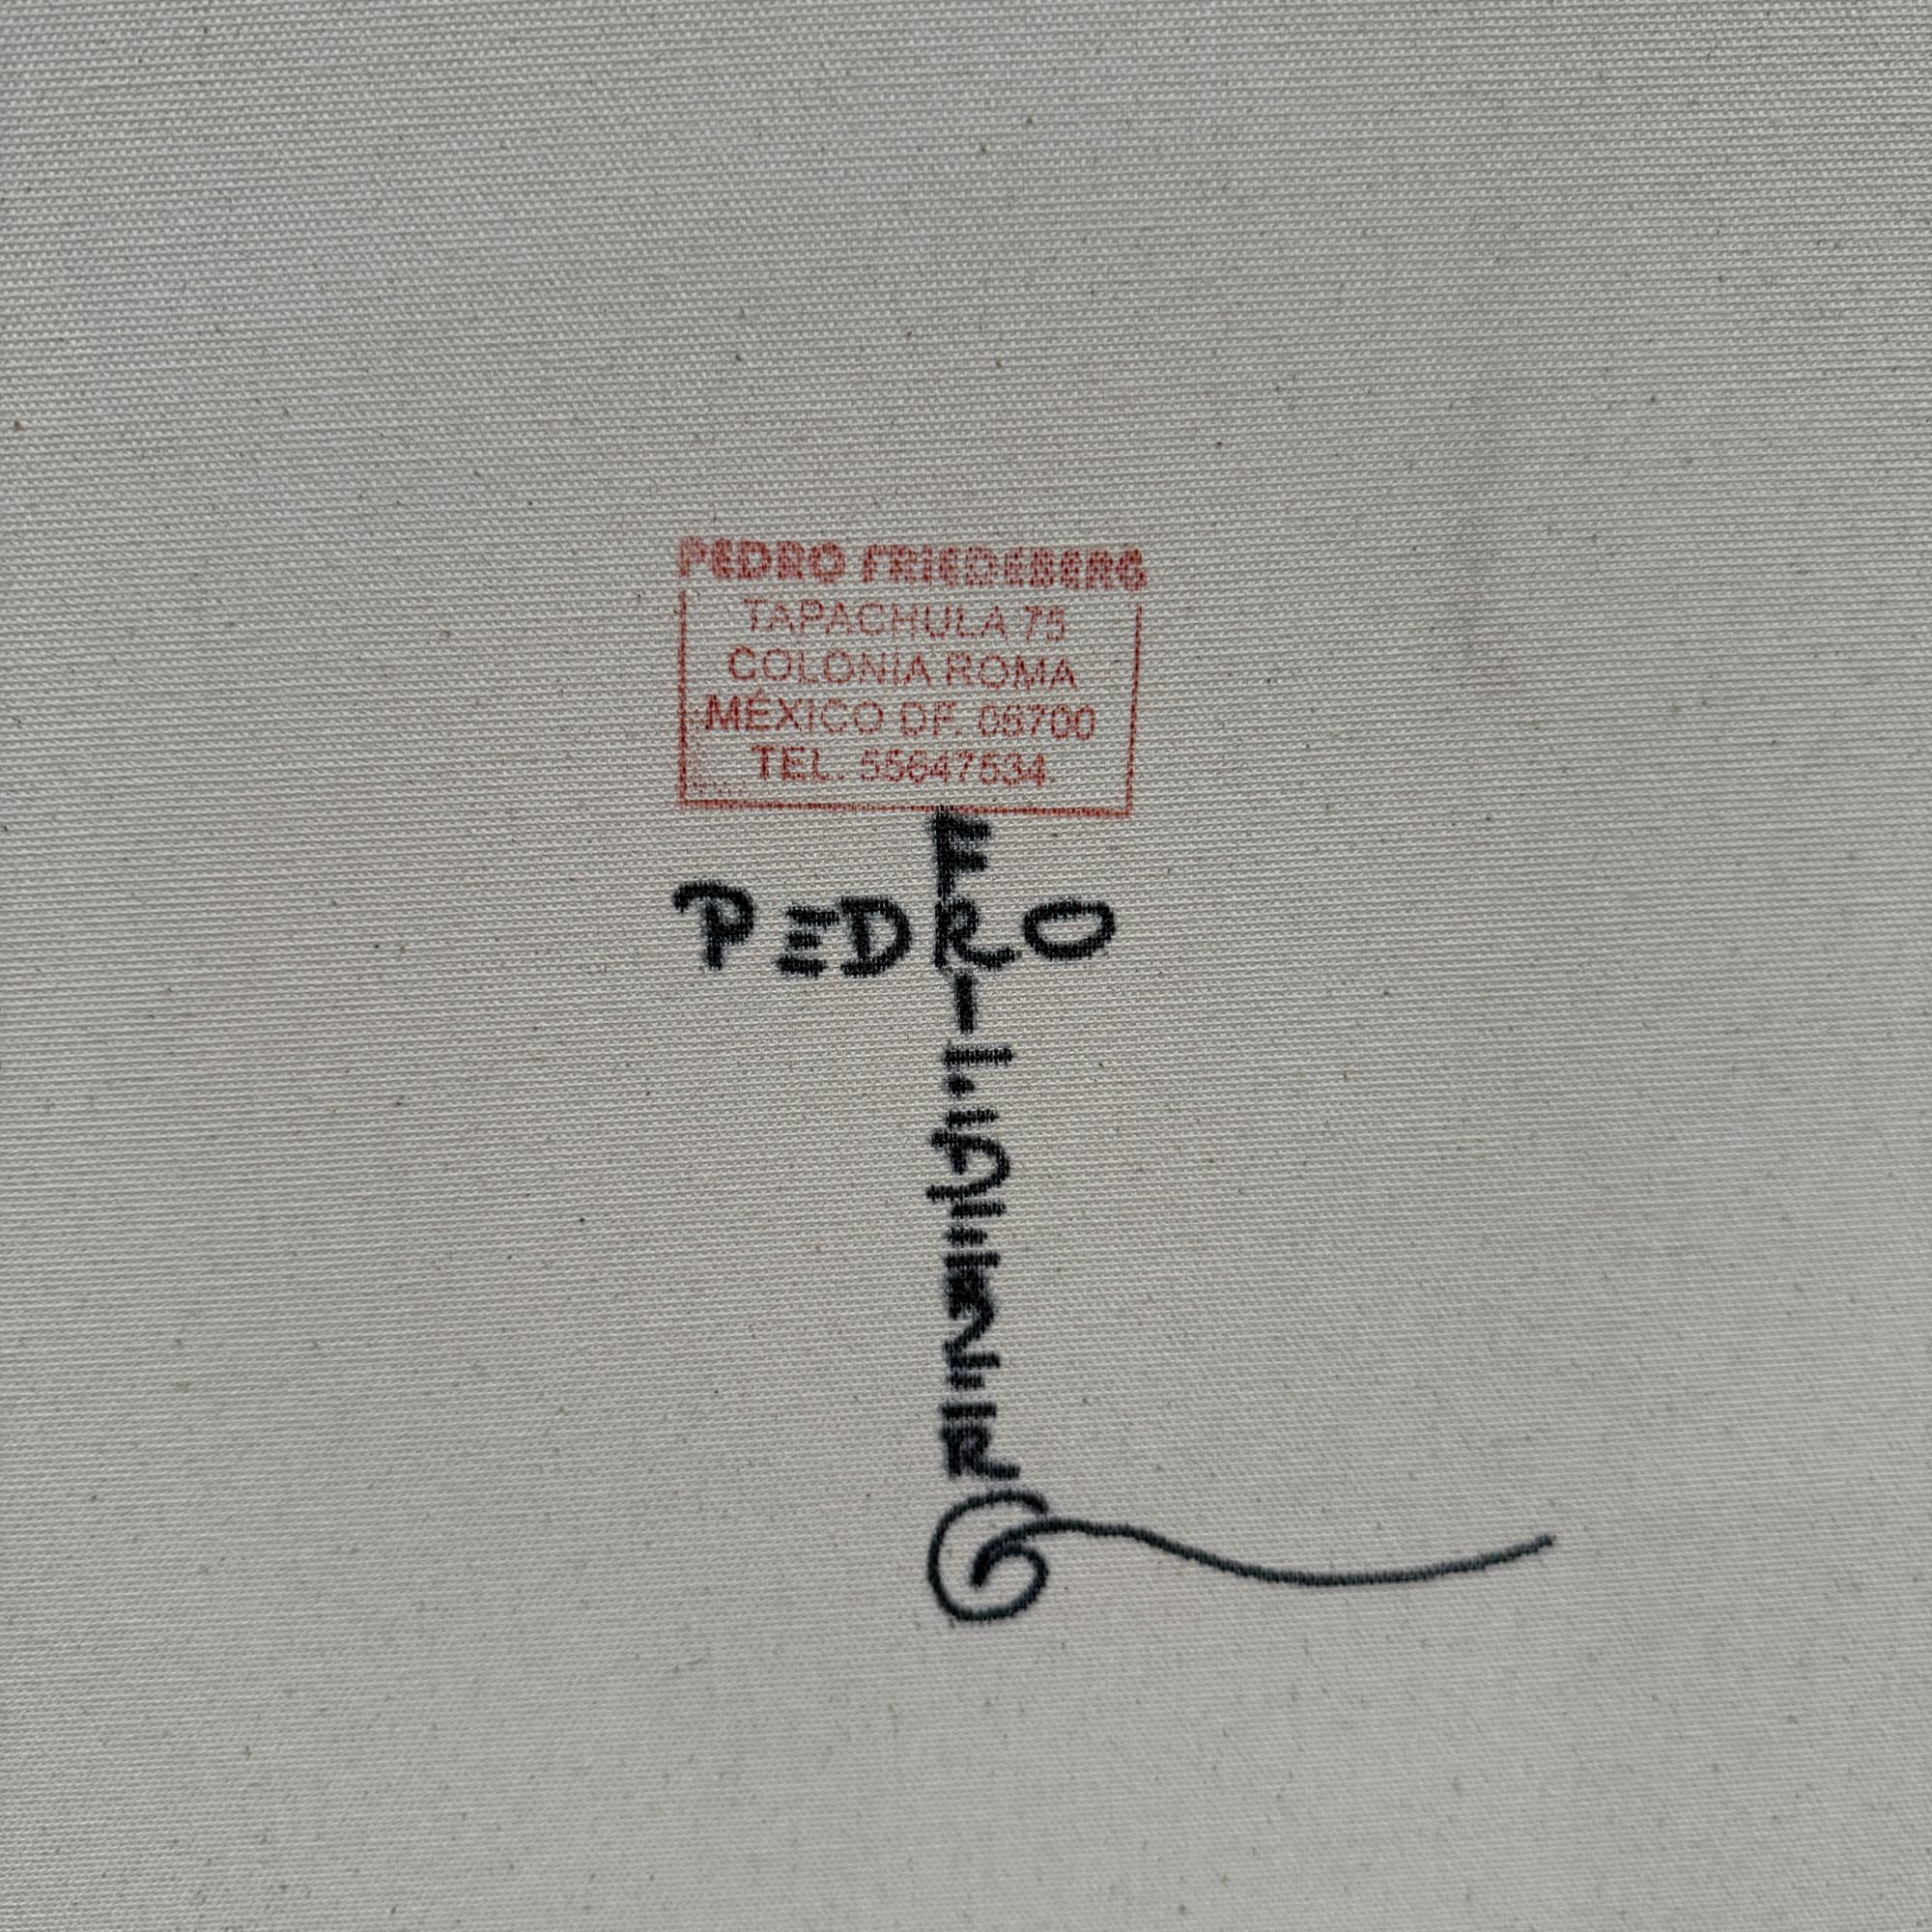 PEDRO FRIEDEBERG
TAPACHULA 75
COLONIA ROMA
MÉXICO DF. 06700
TEL. 55647534
PEDRO
FRIEDEBERG